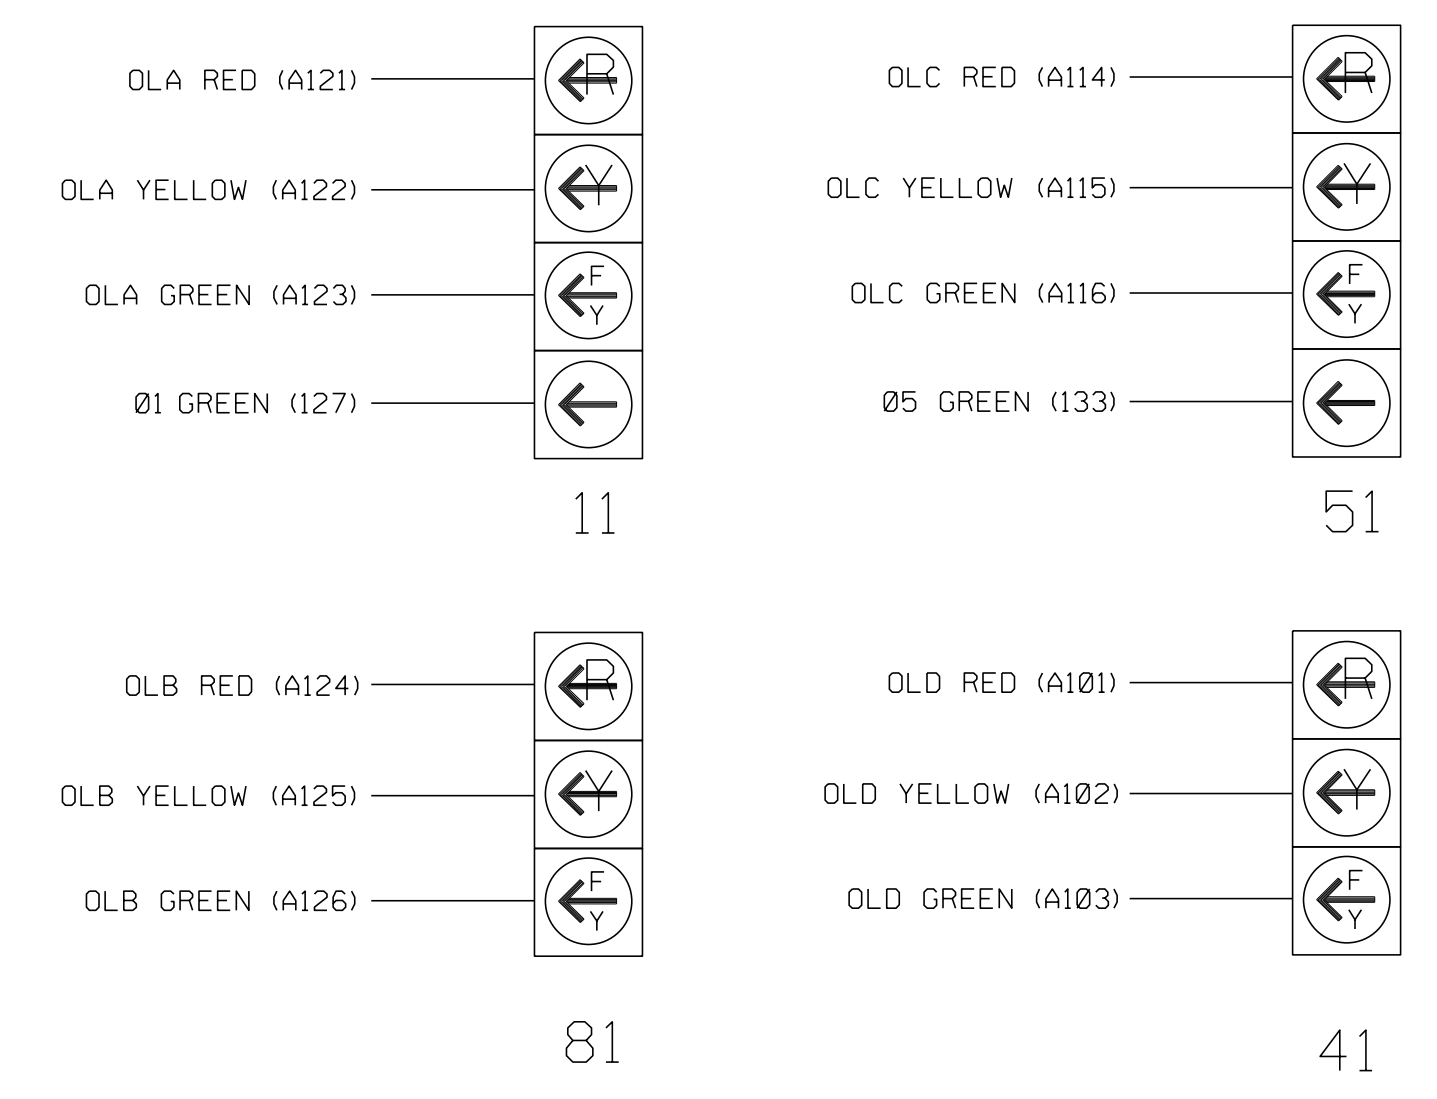 OLA RED (A121)
R
OLA YELLOW (A122)
Y
OLA GREEN (A123)
F
Y
Ø1 GREEN (127)
11
OLC RED (A114)
R
OLC YELLOW (A115)
Y
OLC GREEN (A116)
F
Y
Ø5 GREEN (133)
51
OLB RED (A124)
R
OLB YELLOW (A125)
Y
OLB GREEN (A126)
F
Y
81
OLD RED (A1Ø1)
R
OLD YELLOW (A1Ø2)
Y
OLD GREEN (A1Ø3)
F
Y
41